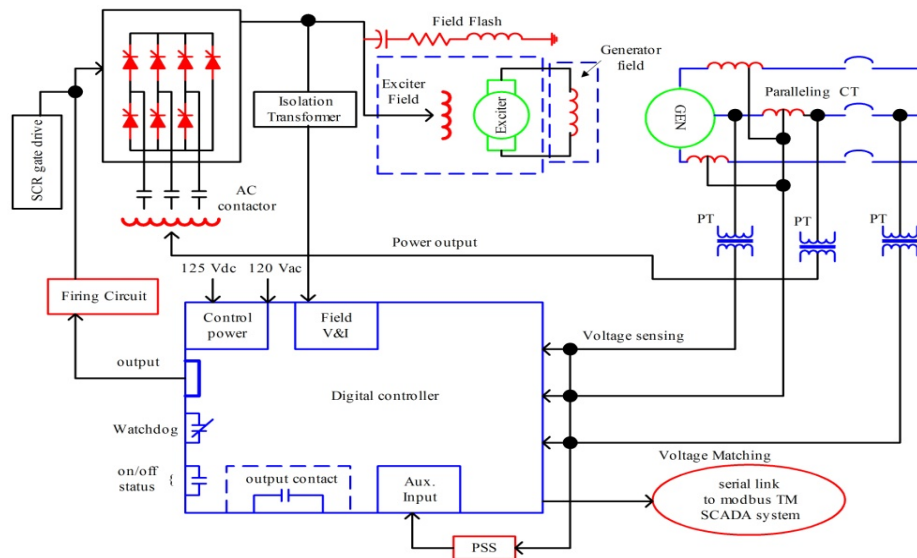 Field Flash
Generator
field
Exciter
Field
Exciter
Isolation
Transformer
SCR gate drive
AC
contactor
GEN
Paralleling CT
PT
PT
PT
Power output
125 Vdc
120 Vac
Firing Circuit
Control
power
Field
V&I
Voltage sensing
output
Digital controller
Watchdog
Voltage Matching
on/off
status
output contact
Aux.
Input
serial link
to modbus TM
SCADA system
PSS